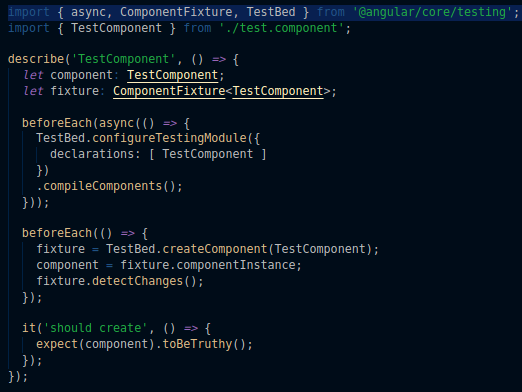 import { async, ComponentFixture, TestBed } from '@angular/core/testing';
import { TestComponent } from './test.component';

describe('TestComponent', () => {
  let component: TestComponent;
  let fixture: ComponentFixture<TestComponent>;

  beforeEach(async(() => {
    TestBed.configureTestingModule({
      declarations: [ TestComponent ]
    })
    .compileComponents();
  }));

  beforeEach(() => {
    fixture = TestBed.createComponent(TestComponent);
    component = fixture.componentInstance;
    fixture.detectChanges();
  });

  it('should create', () => {
    expect(component).toBeTruthy();
  });
});